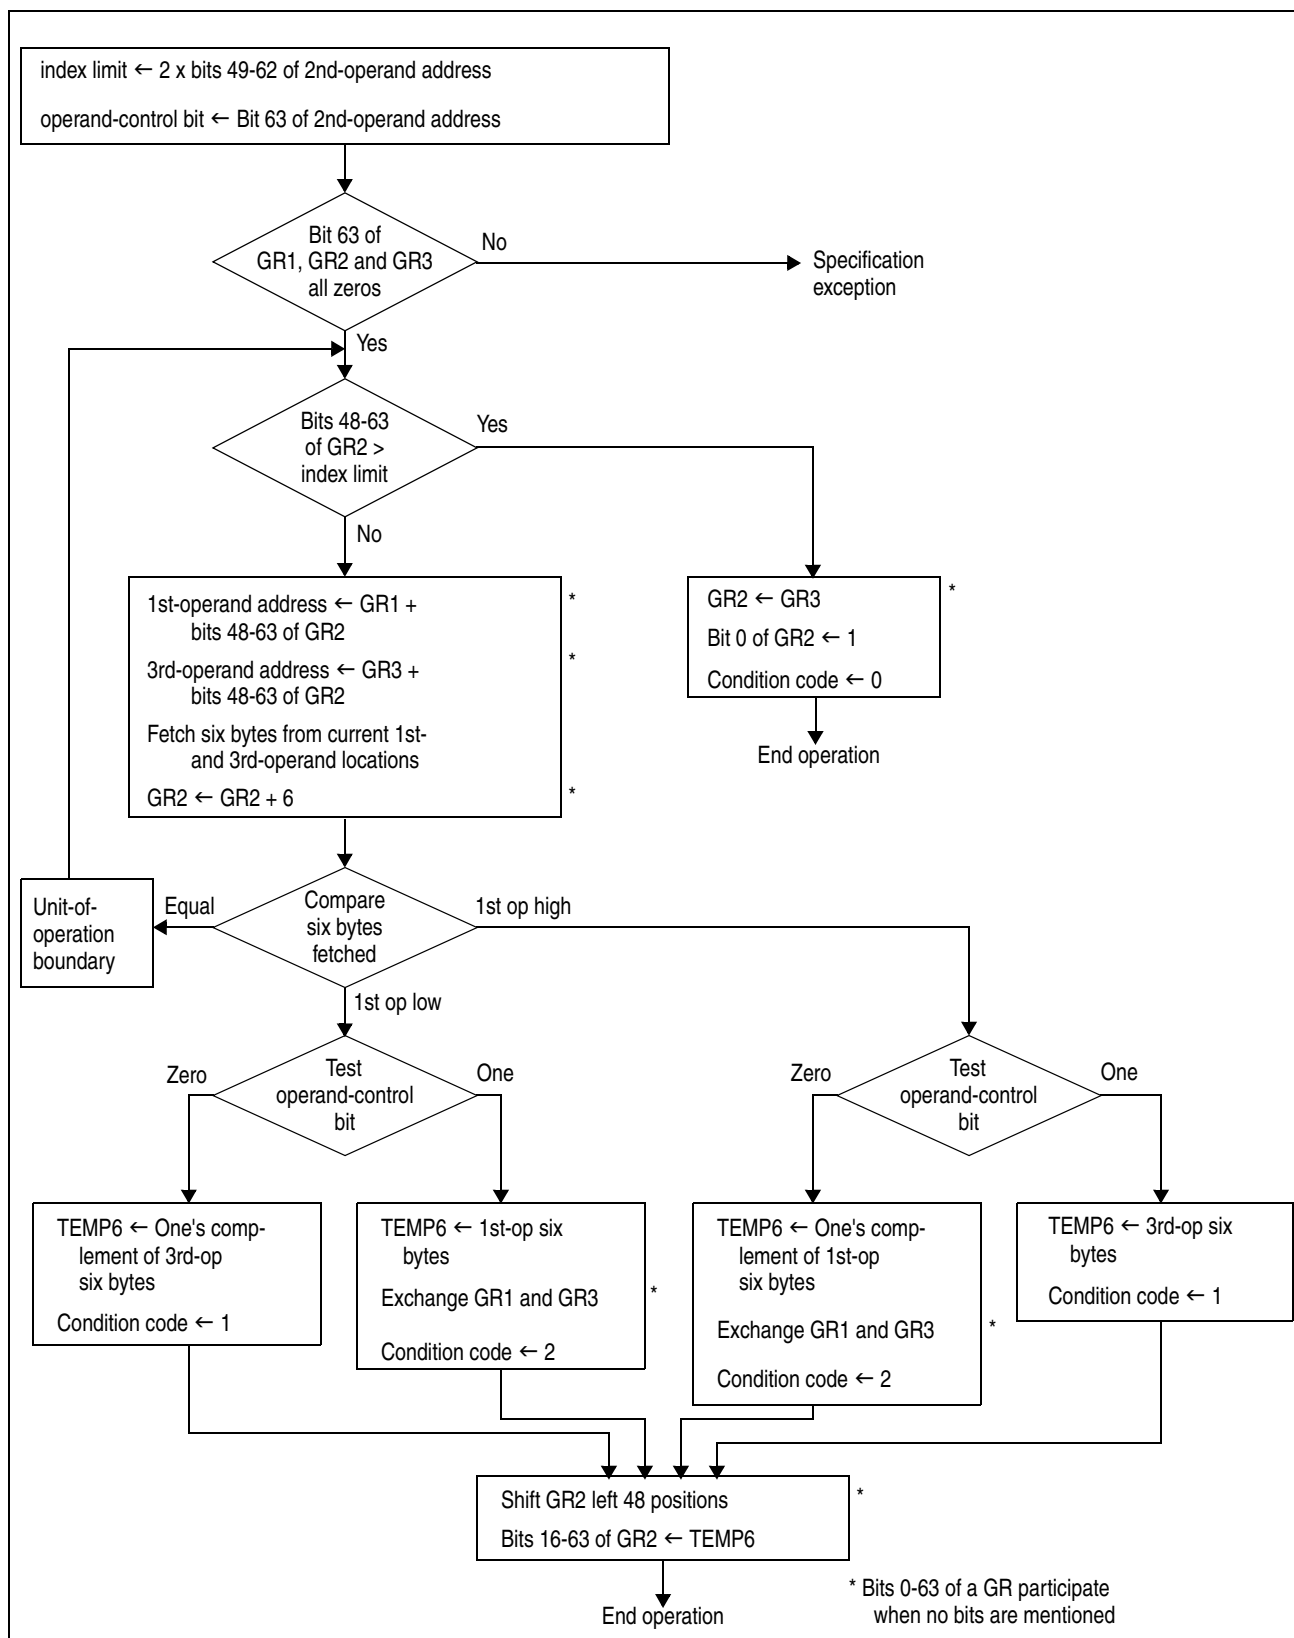 index limit ← 2 x bits 49-62 of 2nd-operand address
operand-control bit ← Bit 63 of 2nd-operand address
Bit 63 of
GR1, GR2 and GR3
all zeros
No
Specification
exception
Yes
Bits 48-63
of GR2 >
index limit
Yes
No
1st-operand address ← GR1 + *
bits 48-63 of GR2
3rd-operand address ← GR3 + *
bits 48-63 of GR2
Fetch six bytes from current 1st-
and 3rd-operand locations
GR2 ← GR2 + 6 *
GR2 ← GR3 *
Bit 0 of GR2 ← 1
Condition code ← 0
End operation
Unit-of-
operation
boundary
Equal
Compare
six bytes
fetched
1st op high
1st op low
Zero
Test
operand-control
bit
One
Zero
Test
operand-control
bit
One
TEMP6 ← One's comp-
lement of 3rd-op
six bytes
Condition code ← 1
TEMP6 ← 1st-op six
bytes
Exchange GR1 and GR3 *
Condition code ← 2
TEMP6 ← One's comp-
lement of 1st-op
six bytes
Exchange GR1 and GR3 *
Condition code ← 2
TEMP6 ← 3rd-op six
bytes
Condition code ← 1
Shift GR2 left 48 positions *
Bits 16-63 of GR2 ← TEMP6
End operation
* Bits 0-63 of a GR participate
when no bits are mentioned